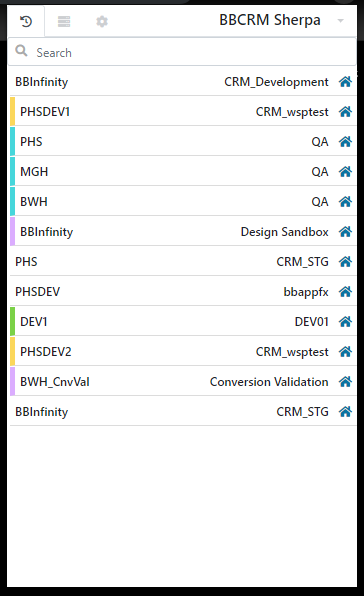 BBCRM Sherpa
Search
BBInfinity CRM_Development
PHSDEV1 CRM_wsptest
PHS QA
MGH QA
BWH QA
BBInfinity Design Sandbox
PHS CRM_STG
PHSDEV bbappfx
DEV1 DEV01
PHSDEV2 CRM_wsptest
BWH_CnvVal Conversion Validation
BBInfinity CRM_STG